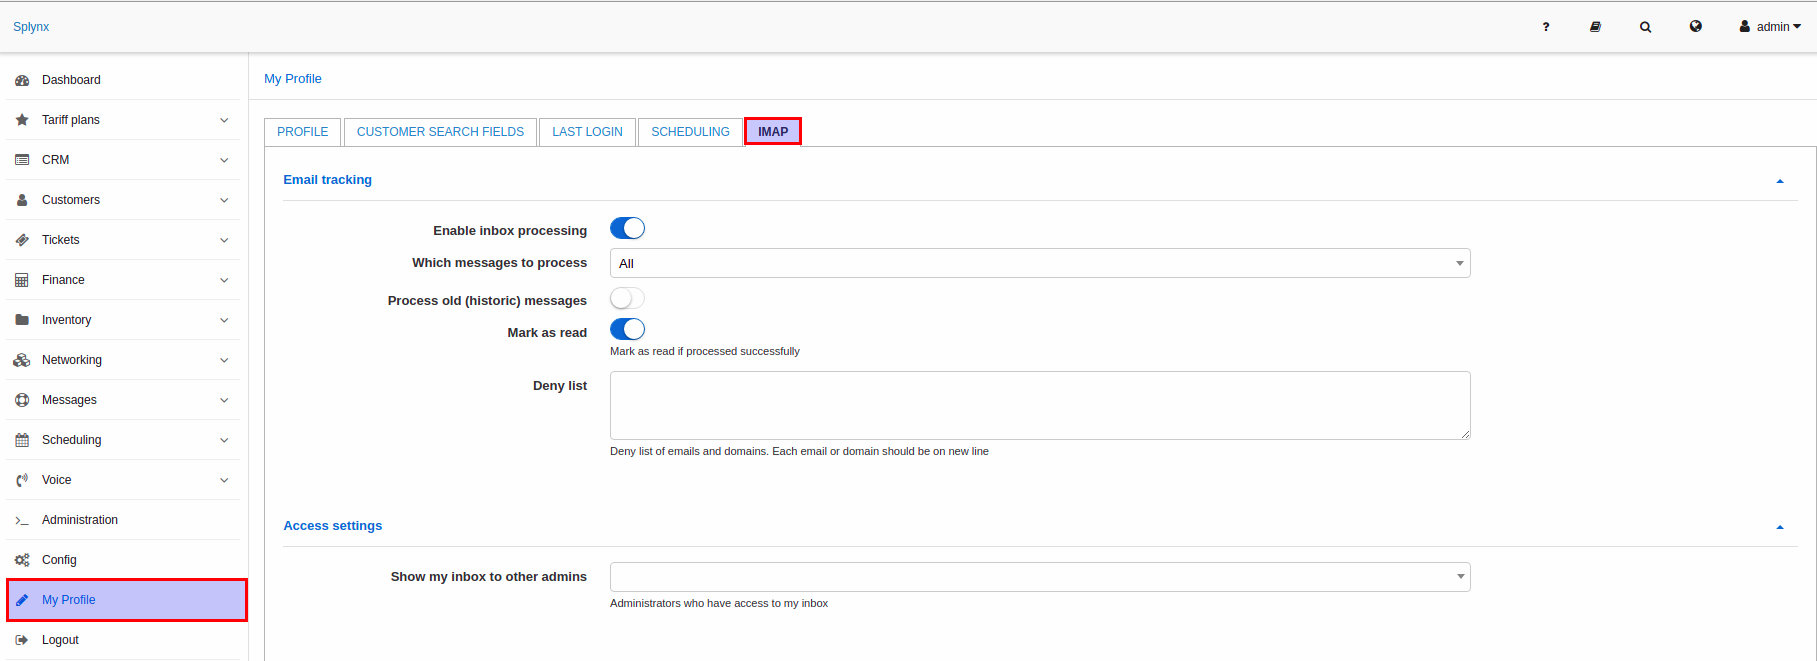 Splynx
?
admin
Dashboard
Tariff plans
CRM
Customers
Tickets
Finance
Inventory
Networking
Messages
Scheduling
Voice
Administration
Config
My Profile
Logout
My Profile
PROFILE
CUSTOMER SEARCH FIELDS
LAST LOGIN
SCHEDULING
IMAP
Email tracking
Enable inbox processing
Which messages to process
All
Process old (historic) messages
Mark as read
Mark as read if processed successfully
Deny list
Deny list of emails and domains. Each email or domain should be on new line
Access settings
Show my inbox to other admins
Administrators who have access to my inbox